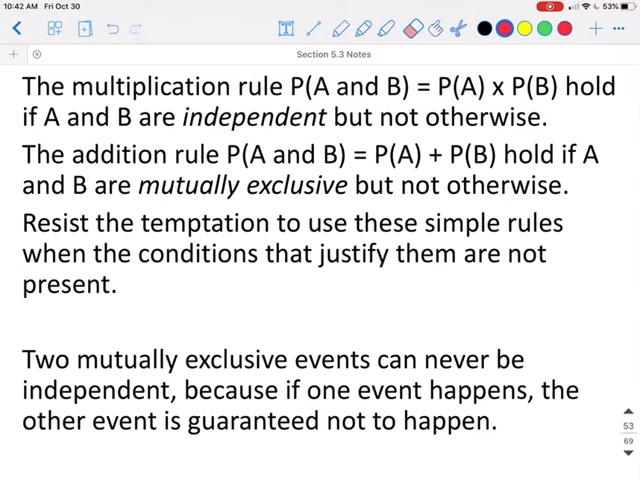 10:42 AM Fri Oct 30
53%
Section 5.3 Notes
The multiplication rule P(A and B) = P(A) x P(B) hold
if A and B are independent but not otherwise.
The addition rule P(A and B) = P(A) + P(B) hold if A
and B are mutually exclusive but not otherwise.
Resist the temptation to use these simple rules
when the conditions that justify them are not
present.
Two mutually exclusive events can never be
independent, because if one event happens, the
other event is guaranteed not to happen.
53
69